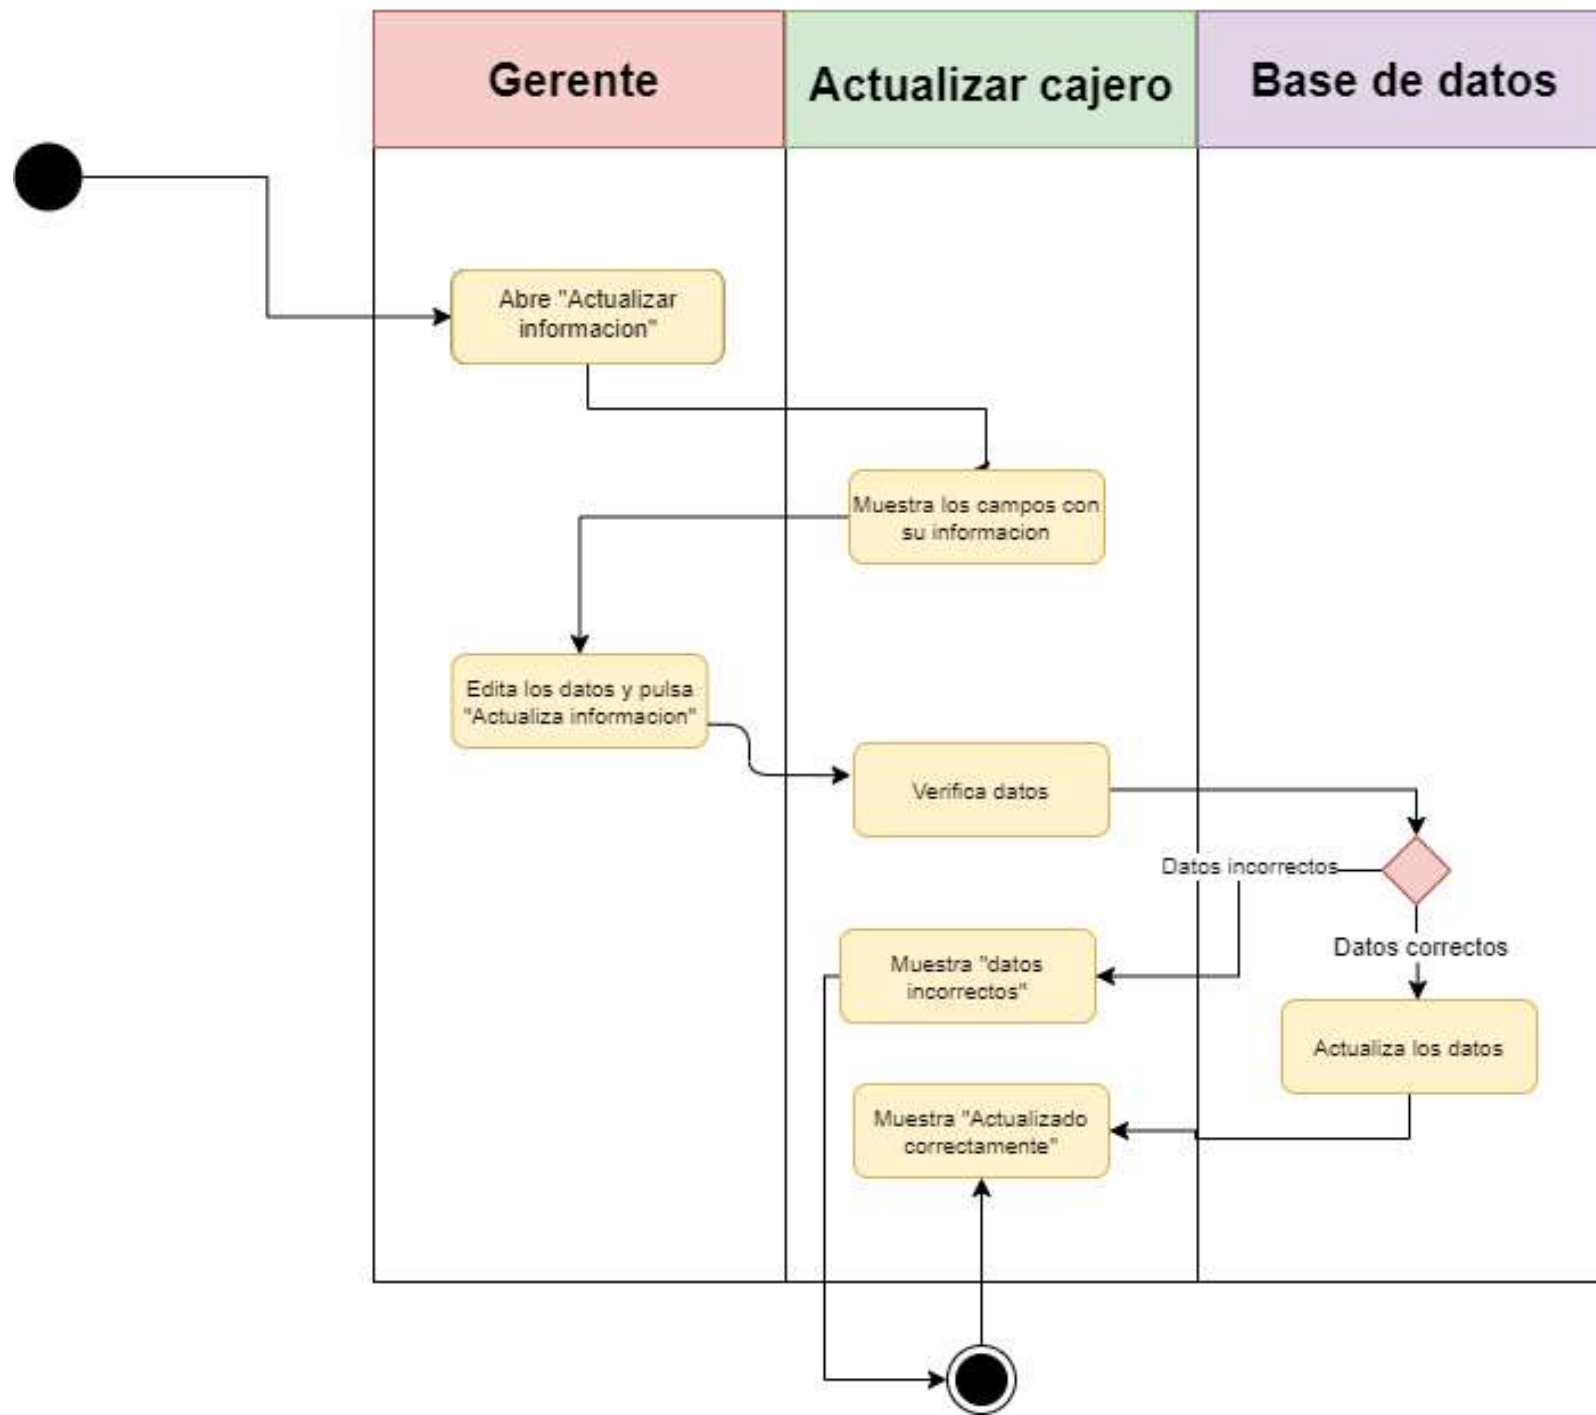 Gerente
Actualizar cajero
Base de datos
Abre "Actualizar
informacion"
Muestra los campos con
su informacion
Edita los datos y pulsa
"Actualiza informacion"
Verifica datos
Datos incorrectos
Datos correctos
Muestra "datos
incorrectos"
Actualiza los datos
Muestra "Actualizado
correctamente"